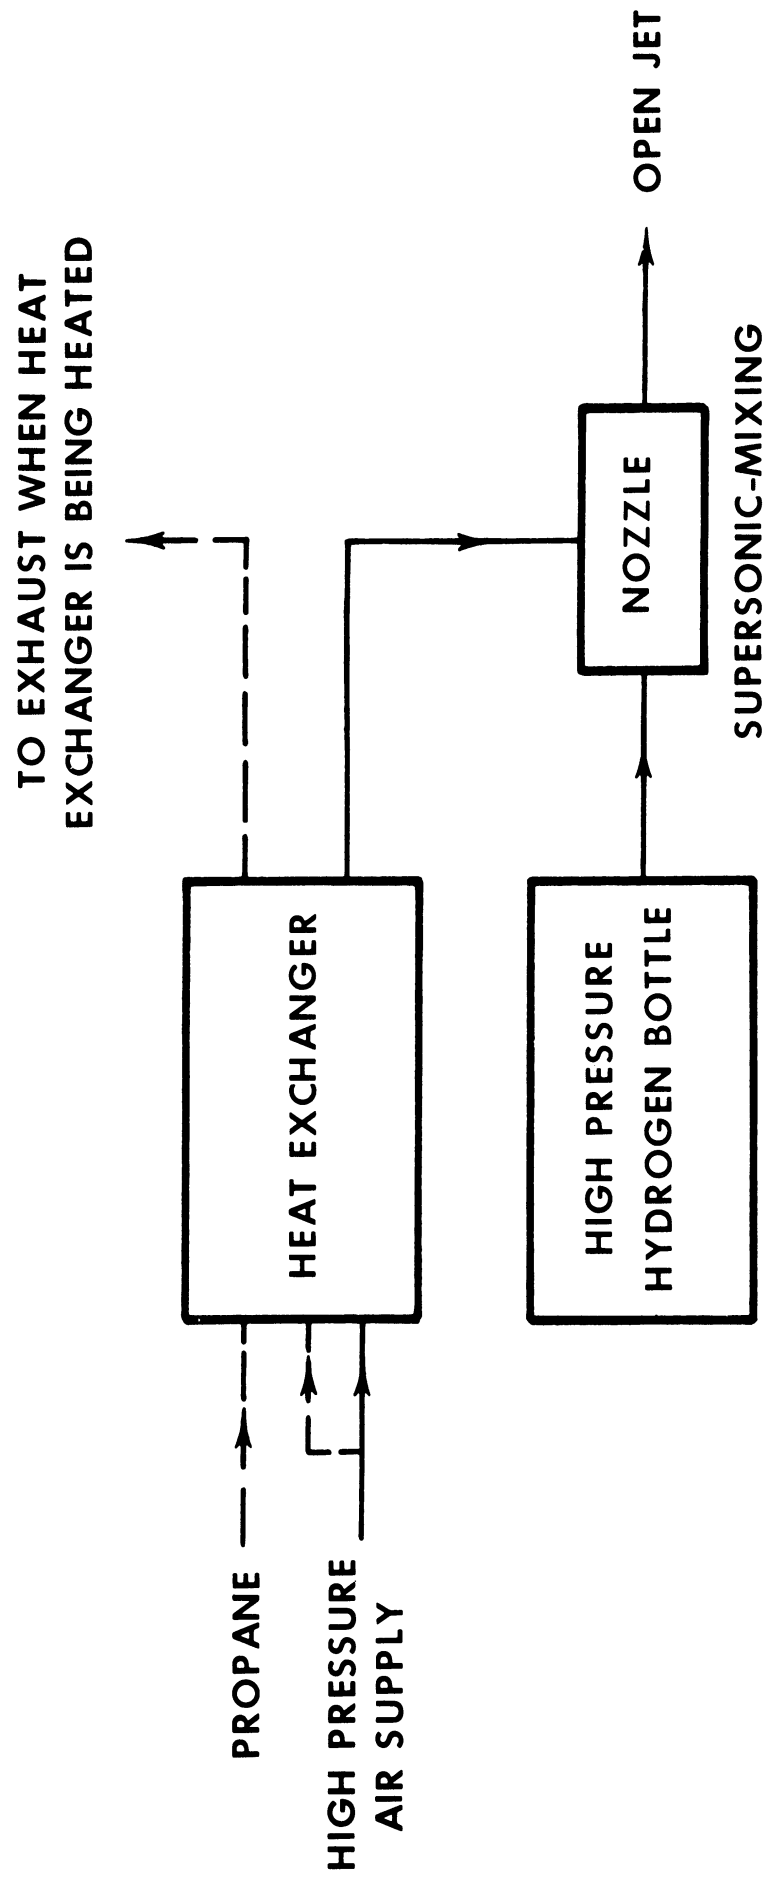 TO EXHAUST WHEN HEAT
EXCHANGER IS BEING HEATED
PROPANE
HIGH PRESSURE
AIR SUPPLY
HEAT EXCHANGER
HIGH PRESSURE
HYDROGEN BOTTLE
NOZZLE
SUPERSONIC-MIXING
OPEN JET